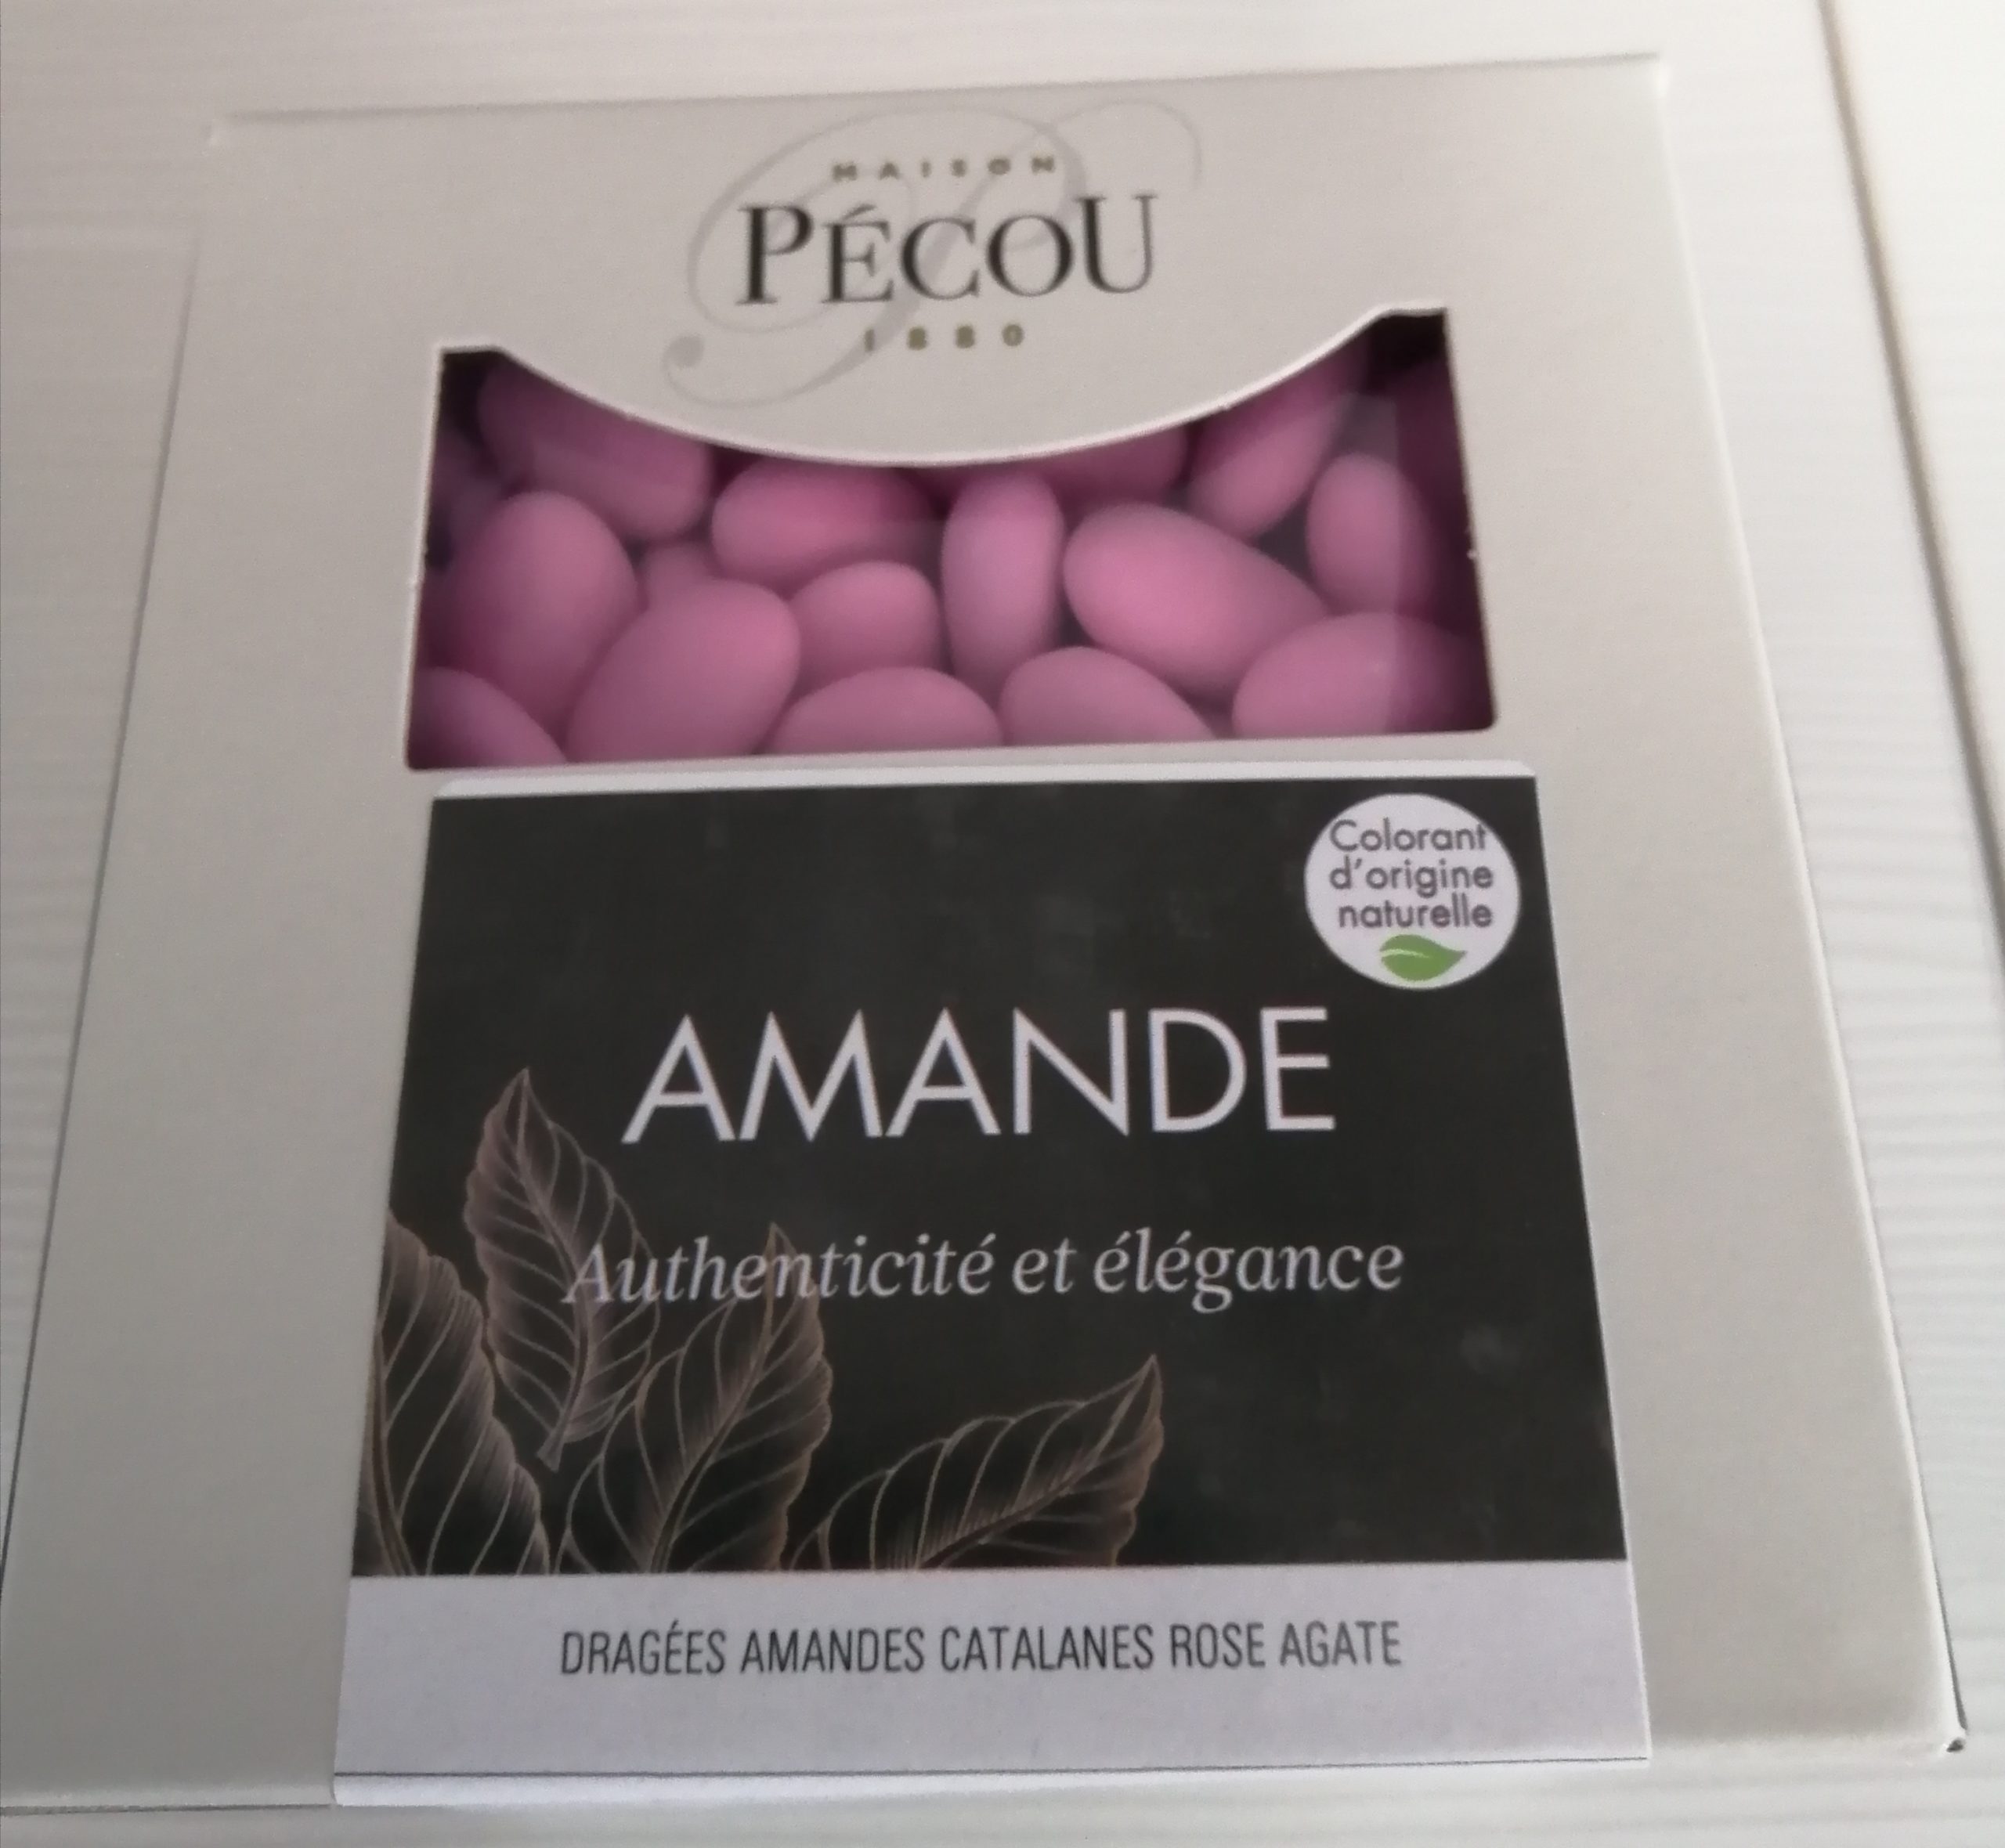 MAISON
PÉCOU
1880
Colorant
d'origine
naturelle
AMANDE
Authenticité et élégance
DRAGÉES AMANDES CATALANES ROSE AGATE